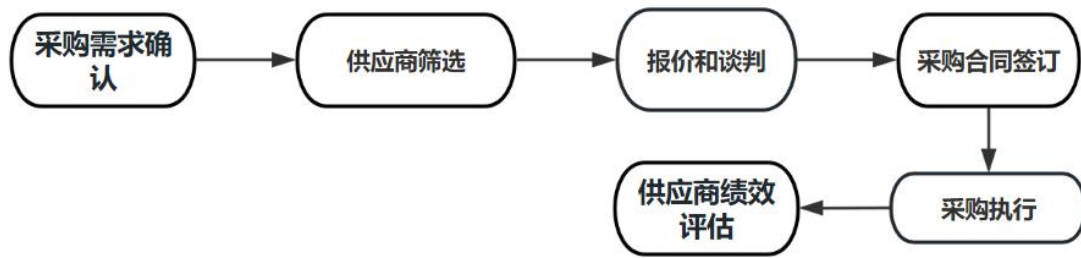 采购需求确
认
供应商筛选
报价和谈判
采购合同签订
采购执行
供应商绩效
评估